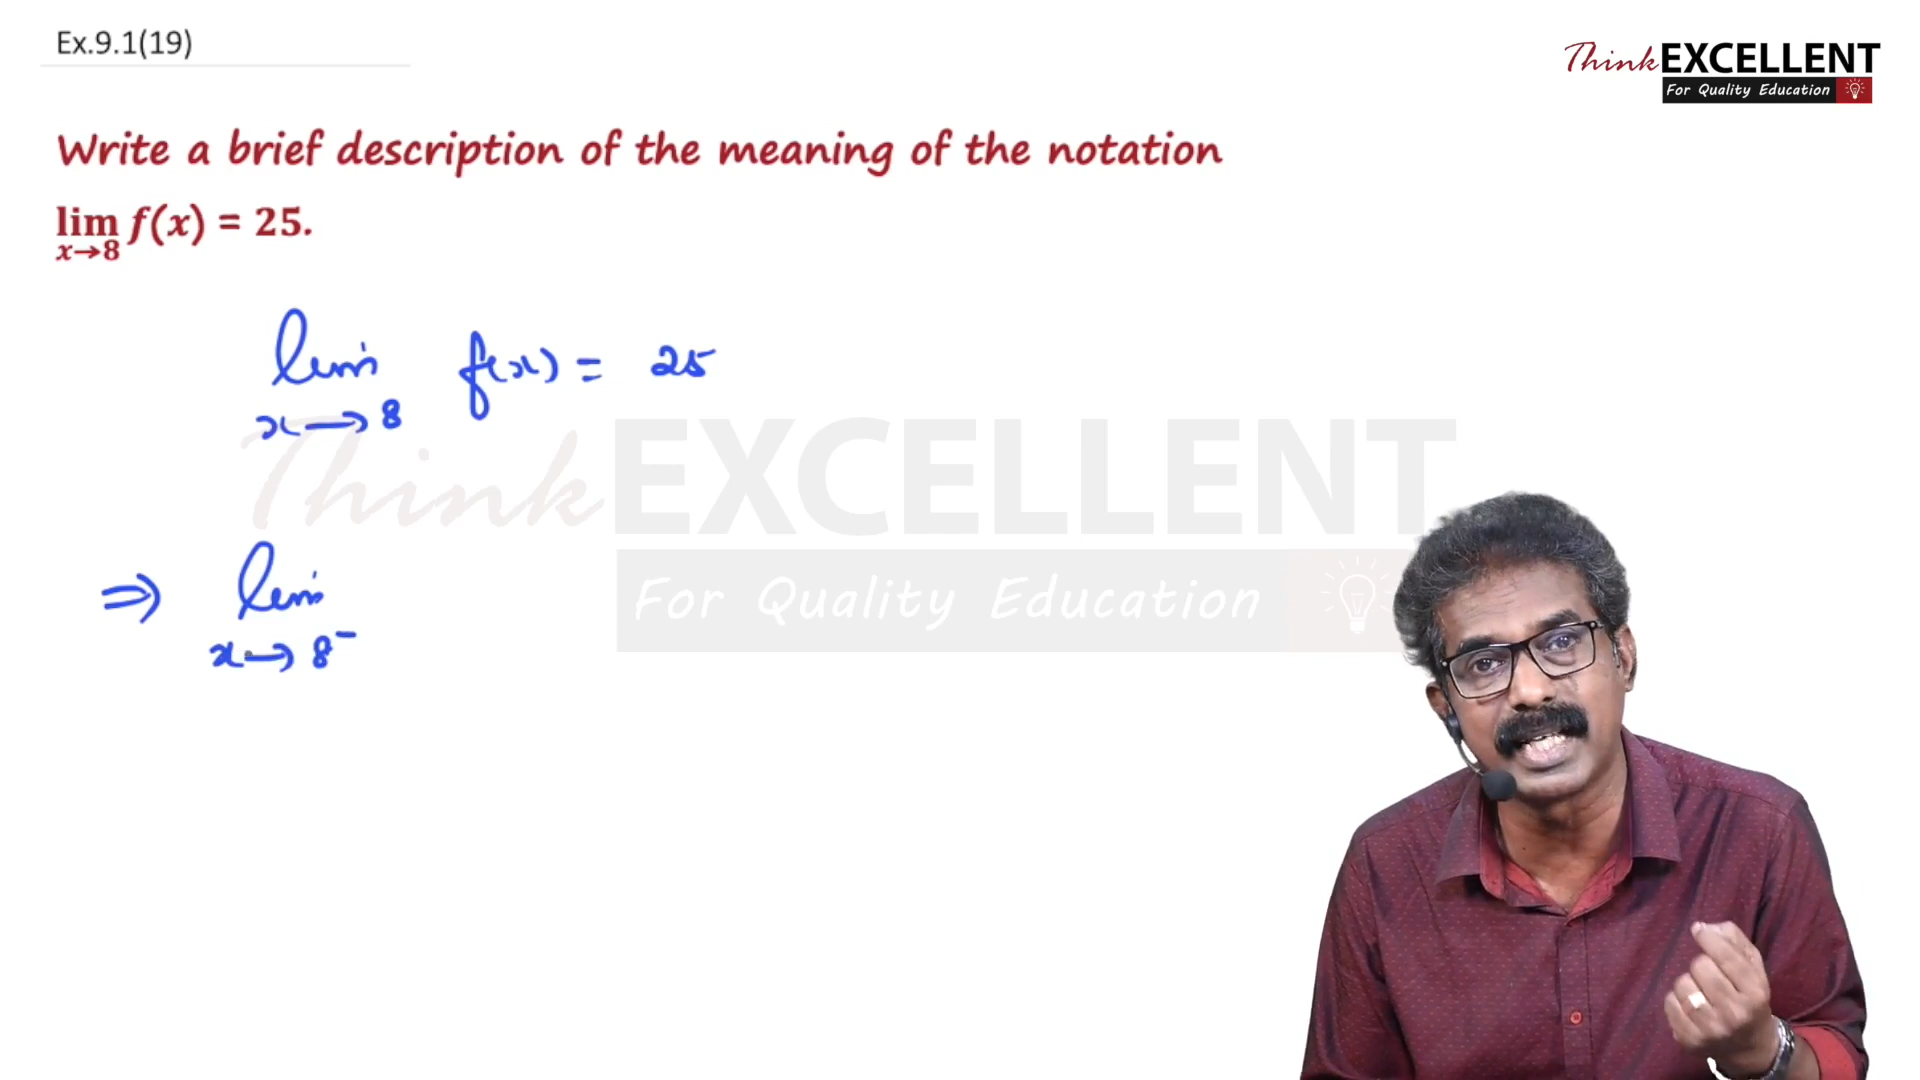 Ex.9.1(19)
Think EXCELLENT
For Quality Education
Write a brief description of the meaning of the notation
lim f(x) = 25.
x→8
lim f(x) = 25
x → 8
Think EXCELLENT
For Quality Education
⇒ lim
x → 8⁻